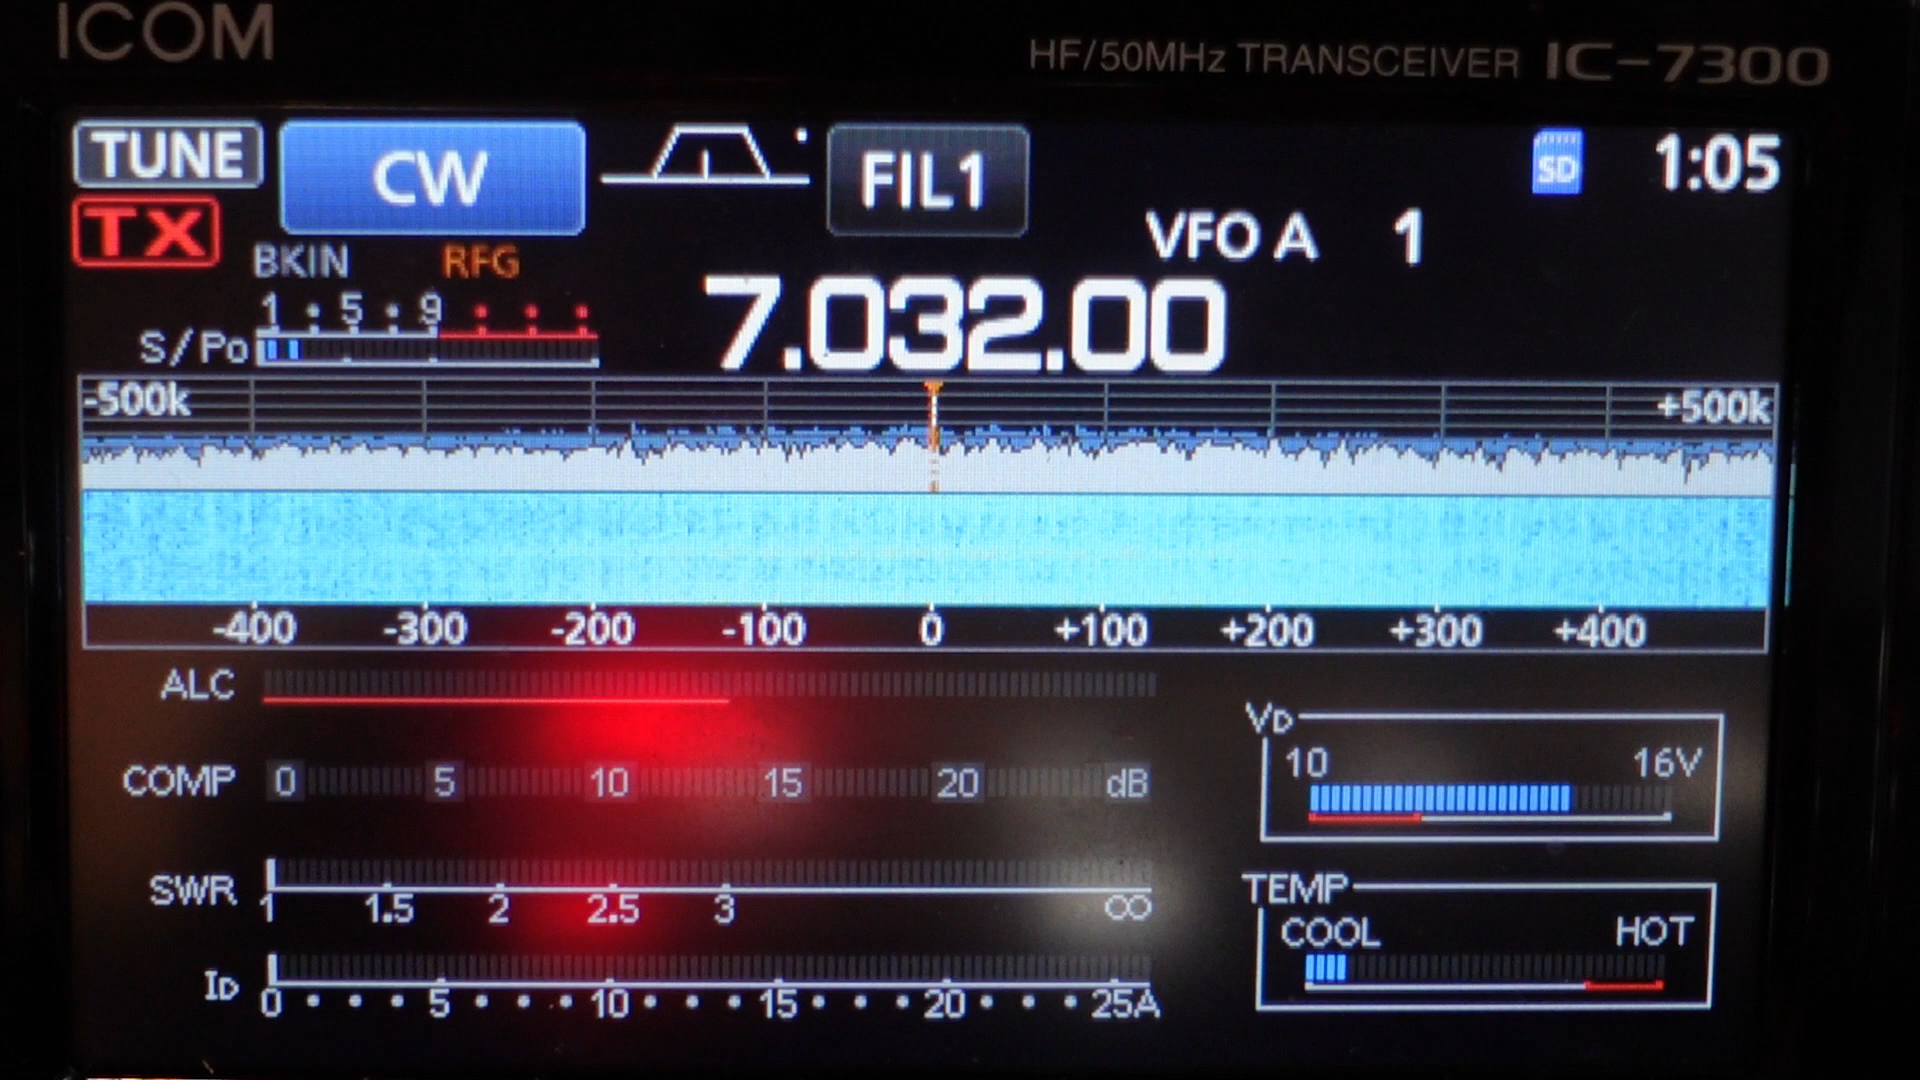 ICOM
HF/50MHz TRANSCEIVER IC-7300
TUNE CW FIL1 SD 1:05
TX VFO A 1
BKIN RFG
1 • 5 • 9
S/Po
7.032.00
-500k +500k
-400 -300 -200 -100 0 +100 +200 +300 +400
ALC
VD
10 16V
COMP 0 5 10 15 20 dB
SWR
1 1.5 2 2.5 3 ∞
TEMP
COOL HOT
ID
0 5 10 15 20 25A